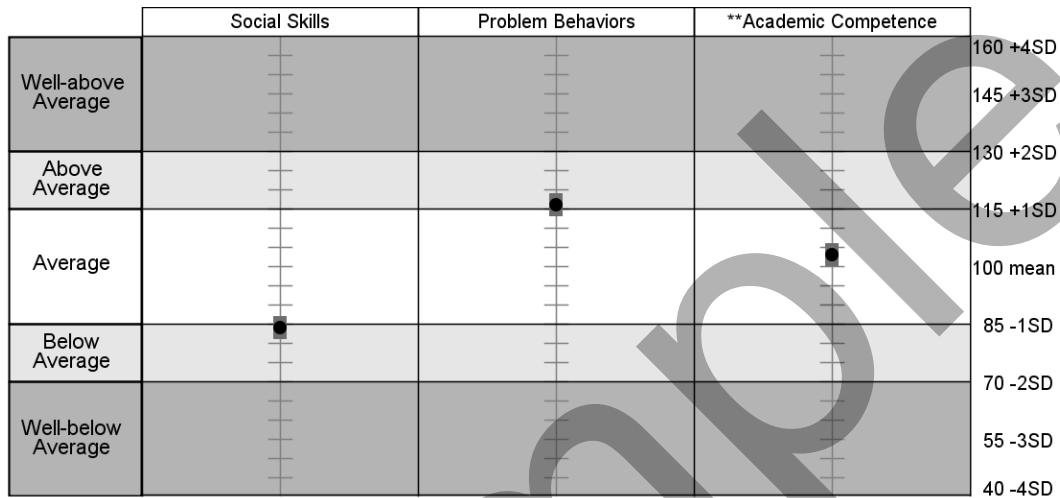 Social Skills Problem Behaviors **Academic Competence
160 +4SD
Well-above
Average
145 +3SD
130 +2SD
Above
Average
115 +1SD
Average
100 mean
85 -1SD
Below
Average
70 -2SD
Well-below
Average
55 -3SD
40 -4SD
mple